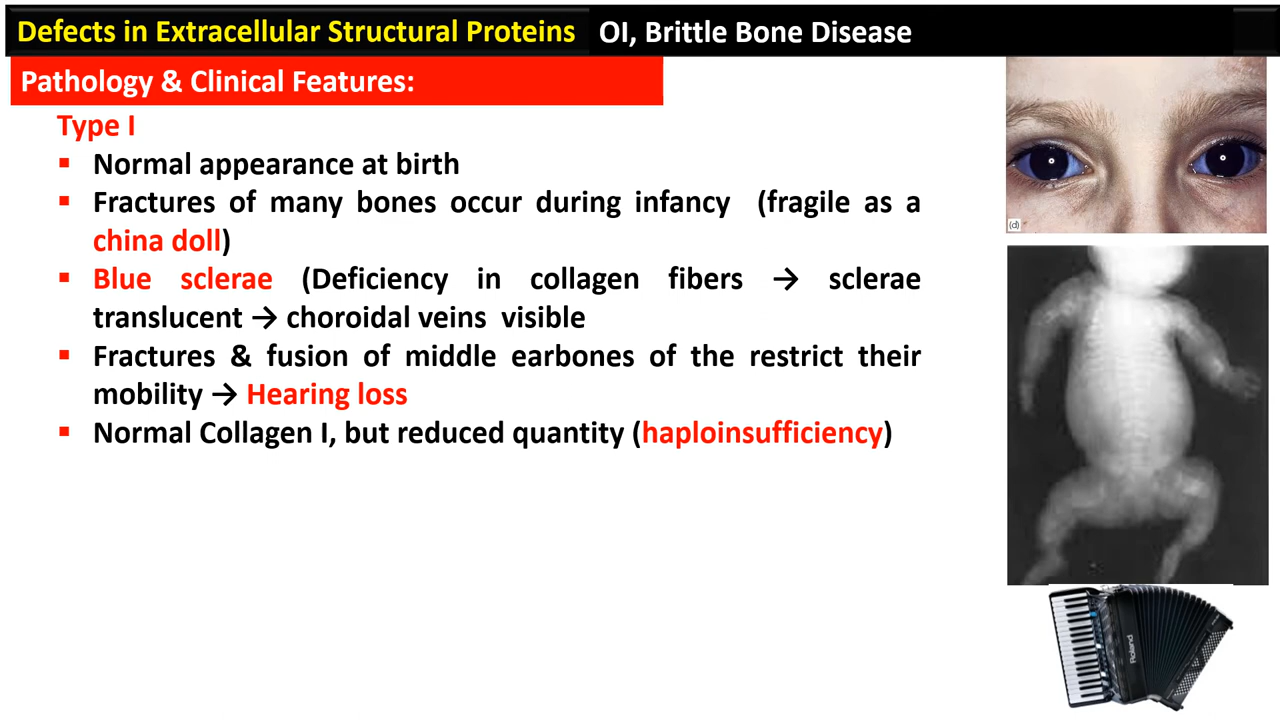 Defects in Extracellular Structural Proteins OI, Brittle Bone Disease
Pathology & Clinical Features:
Type I
▪ Normal appearance at birth
▪ Fractures of many bones occur during infancy (fragile as a
china doll)
▪ Blue sclerae (Deficiency in collagen fibers → sclerae
translucent → choroidal veins visible
▪ Fractures & fusion of middle earbones of the restrict their
mobility → Hearing loss
▪ Normal Collagen I, but reduced quantity (haploinsufficiency)
(d)
Roland